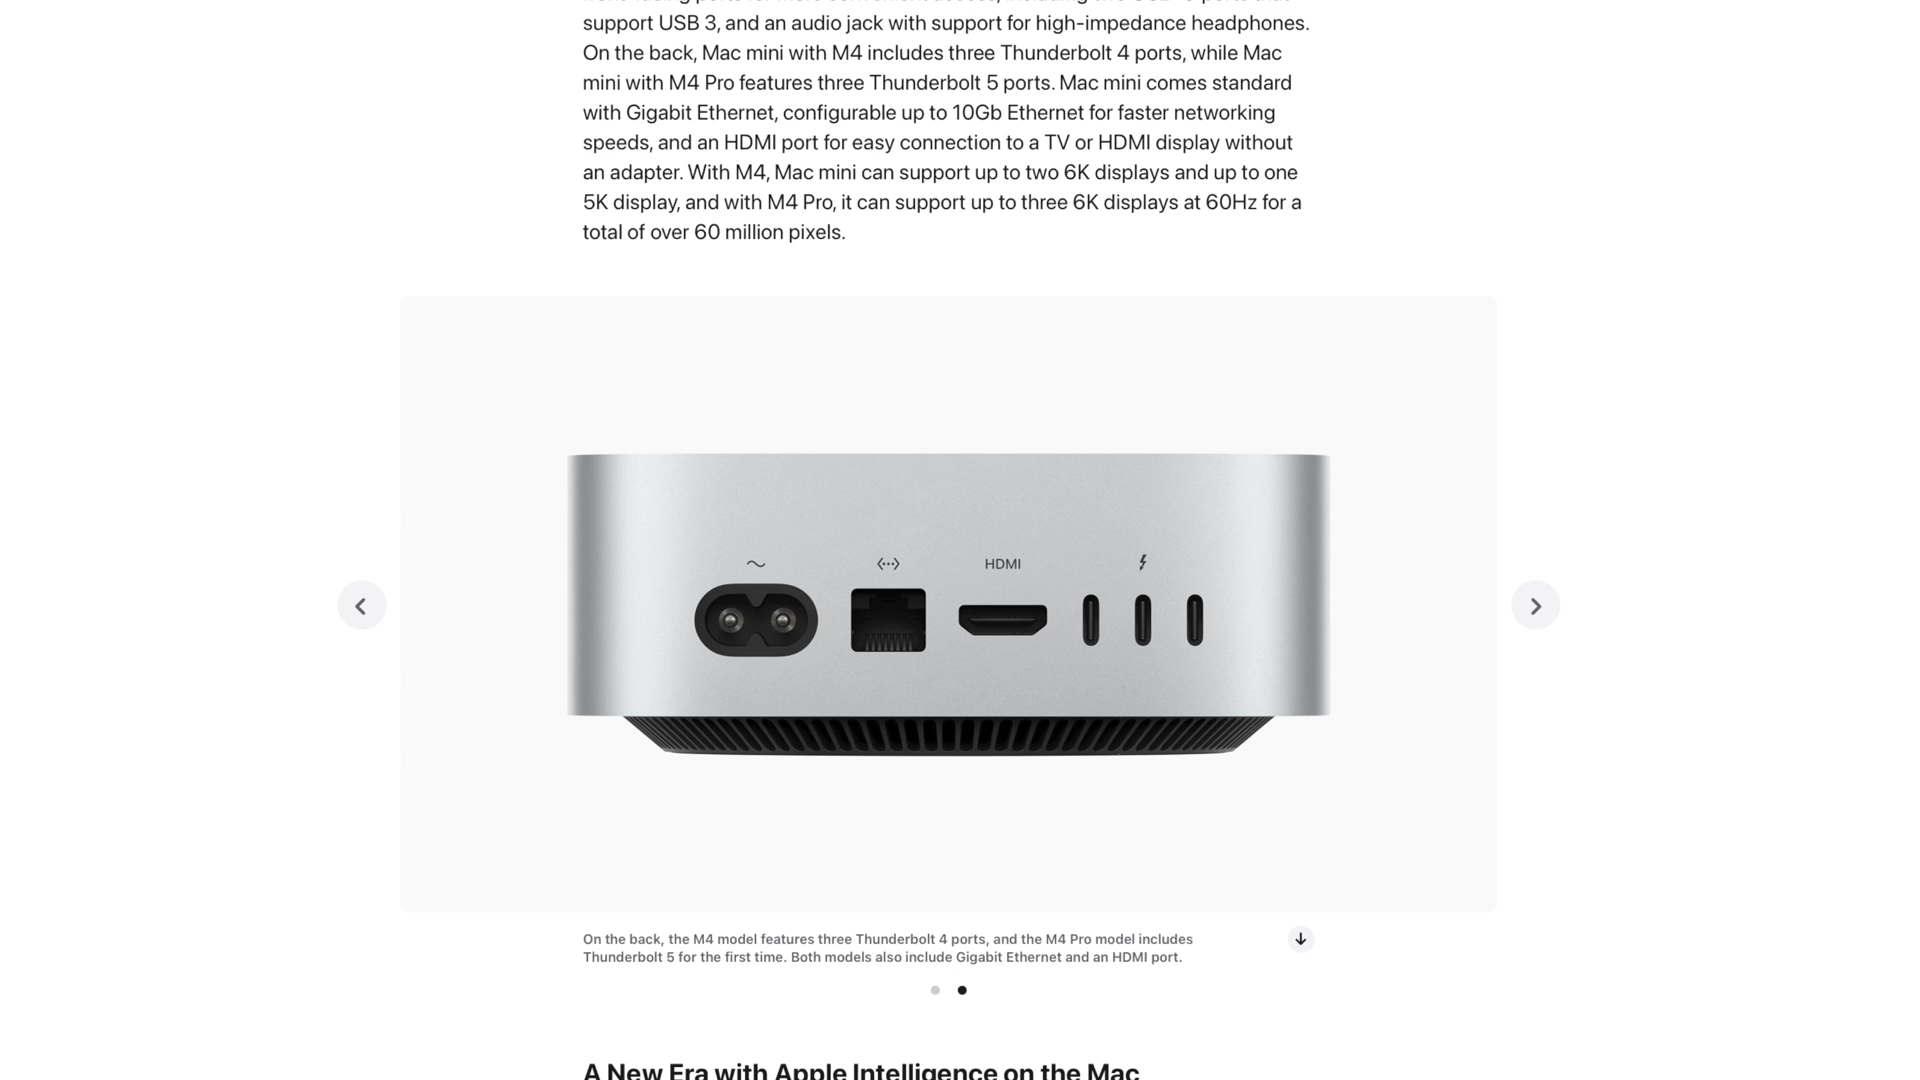 support USB 3, and an audio jack with support for high-impedance headphones.
On the back, Mac mini with M4 includes three Thunderbolt 4 ports, while Mac
mini with M4 Pro features three Thunderbolt 5 ports. Mac mini comes standard
with Gigabit Ethernet, configurable up to 10Gb Ethernet for faster networking
speeds, and an HDMI port for easy connection to a TV or HDMI display without
an adapter. With M4, Mac mini can support up to two 6K displays and up to one
5K display, and with M4 Pro, it can support up to three 6K displays at 60Hz for a
total of over 60 million pixels.
HDMI
On the back, the M4 model features three Thunderbolt 4 ports, and the M4 Pro model includes
Thunderbolt 5 for the first time. Both models also include Gigabit Ethernet and an HDMI port.
A New Era with Apple Intelligence on the Mac